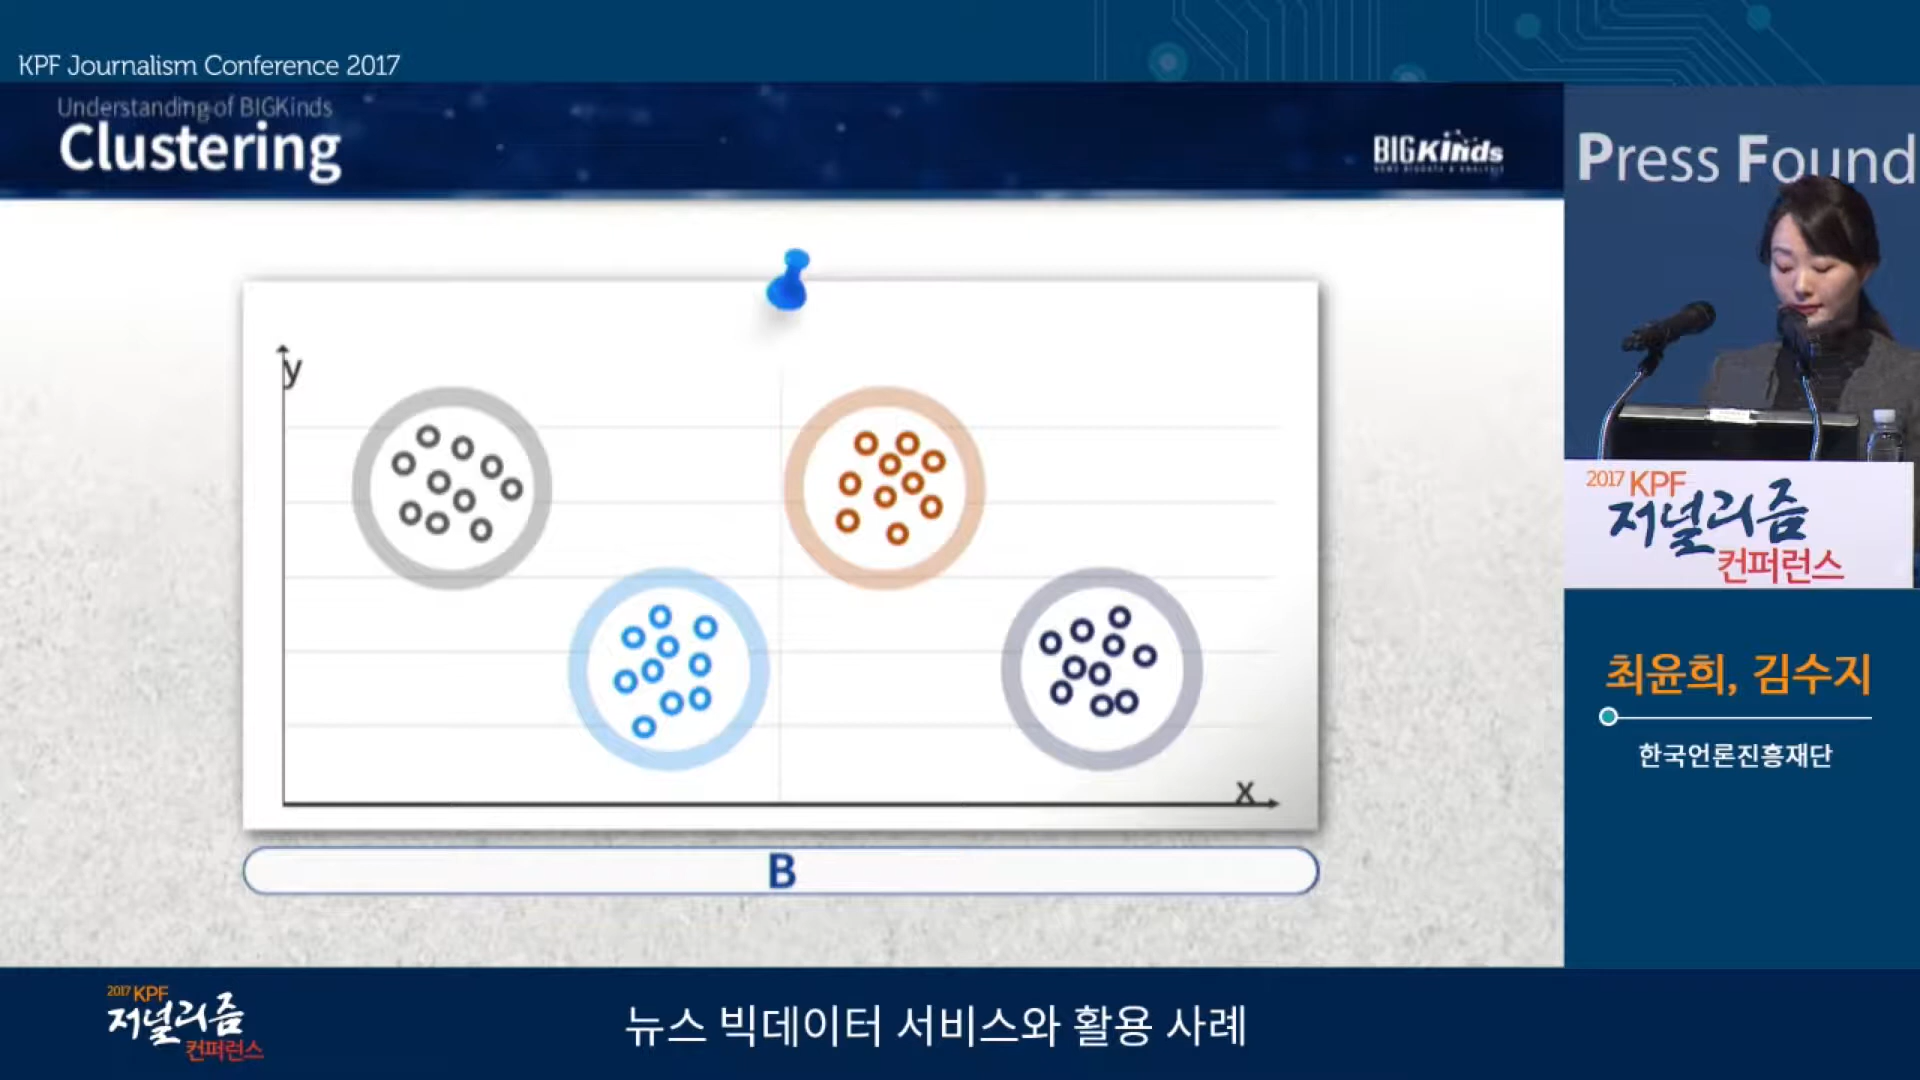 KPF Journalism Conference 2017
Understanding of BIGKinds
Clustering
BIGKinds
Press Found
y
x
B
2017 KPF
저널리즘
컨퍼런스
최윤희, 김수지
한국언론진흥재단
2017 KPF
저널리즘
컨퍼런스
뉴스 빅데이터 서비스와 활용 사례